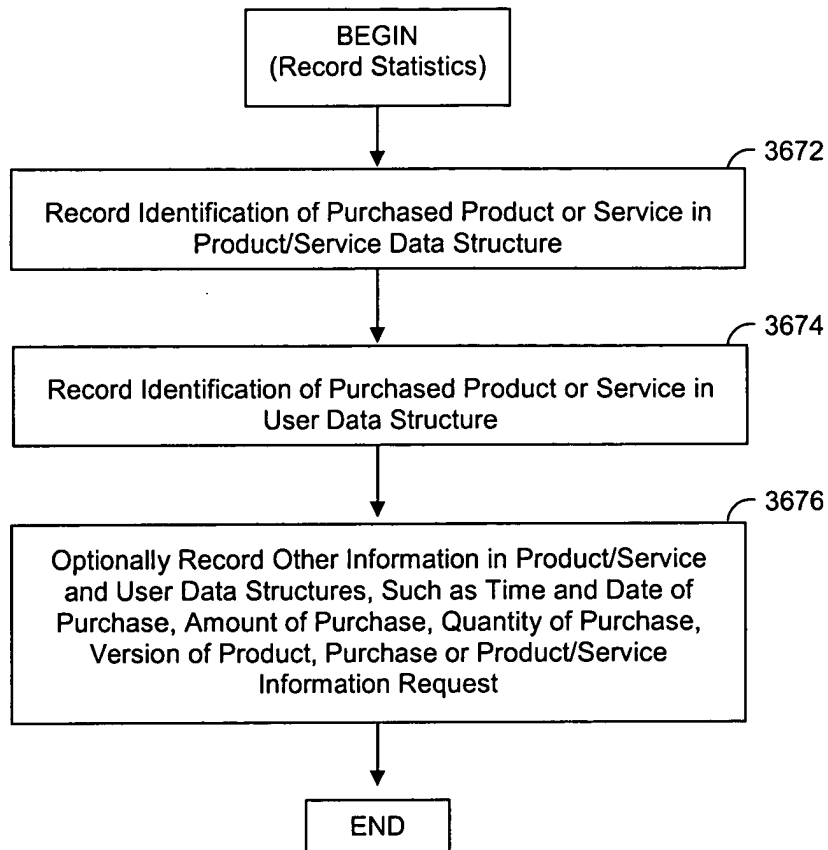 BEGIN
(Record Statistics)
3672
Record Identification of Purchased Product or Service in
Product/Service Data Structure
3674
Record Identification of Purchased Product or Service in
User Data Structure
3676
Optionally Record Other Information in Product/Service
and User Data Structures, Such as Time and Date of
Purchase, Amount of Purchase, Quantity of Purchase,
Version of Product, Purchase or Product/Service
Information Request
END